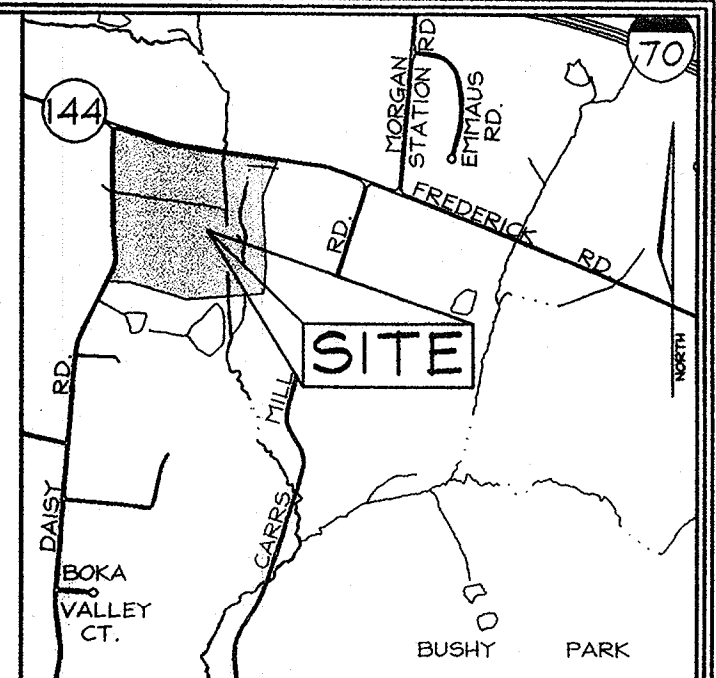 70
144
MORGAN
STATION RD
EMMAUS
RD.
FREDERICK RD.
RD.
SITE
NORTH
CARRS MILL
DAISY RD.
BOKA
VALLEY
CT.
BUSHY PARK